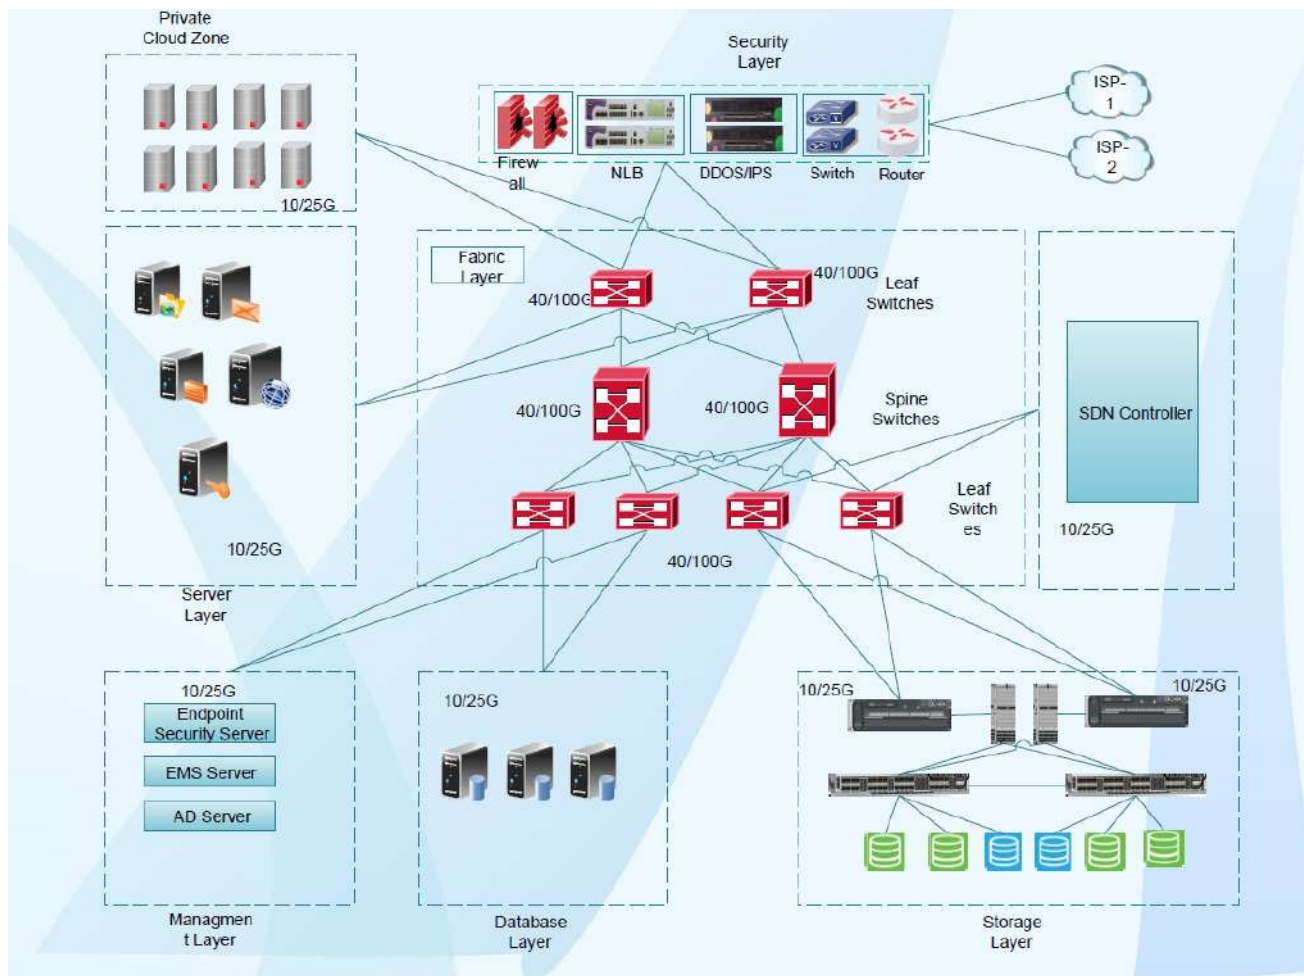 Private
Cloud Zone
10/25G
Security
Layer
Firew
all
NLB
DDOS/IPS
Switch
Router
ISP-
1
ISP-
2
Fabric
Layer
40/100G
40/100G
Leaf
Switches
40/100G
40/100G
Spine
Switches
Leaf
Switch
es
40/100G
SDN Controller
10/25G
10/25G
Server
Layer
10/25G
Endpoint
Security Server
EMS Server
AD Server
Managmen
t Layer
10/25G
Database
Layer
10/25G
10/25G
Storage
Layer